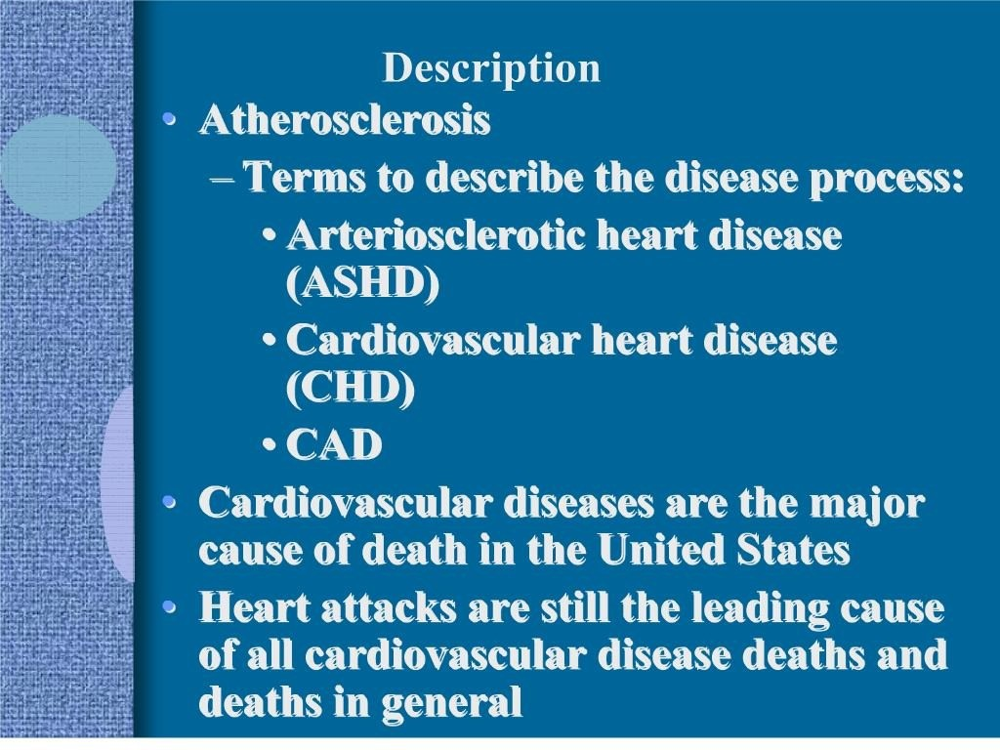 Description
• Atherosclerosis
– Terms to describe the disease process:
• Arteriosclerotic heart disease
(ASHD)
• Cardiovascular heart disease
(CHD)
• CAD
• Cardiovascular diseases are the major
cause of death in the United States
• Heart attacks are still the leading cause
of all cardiovascular disease deaths and
deaths in general